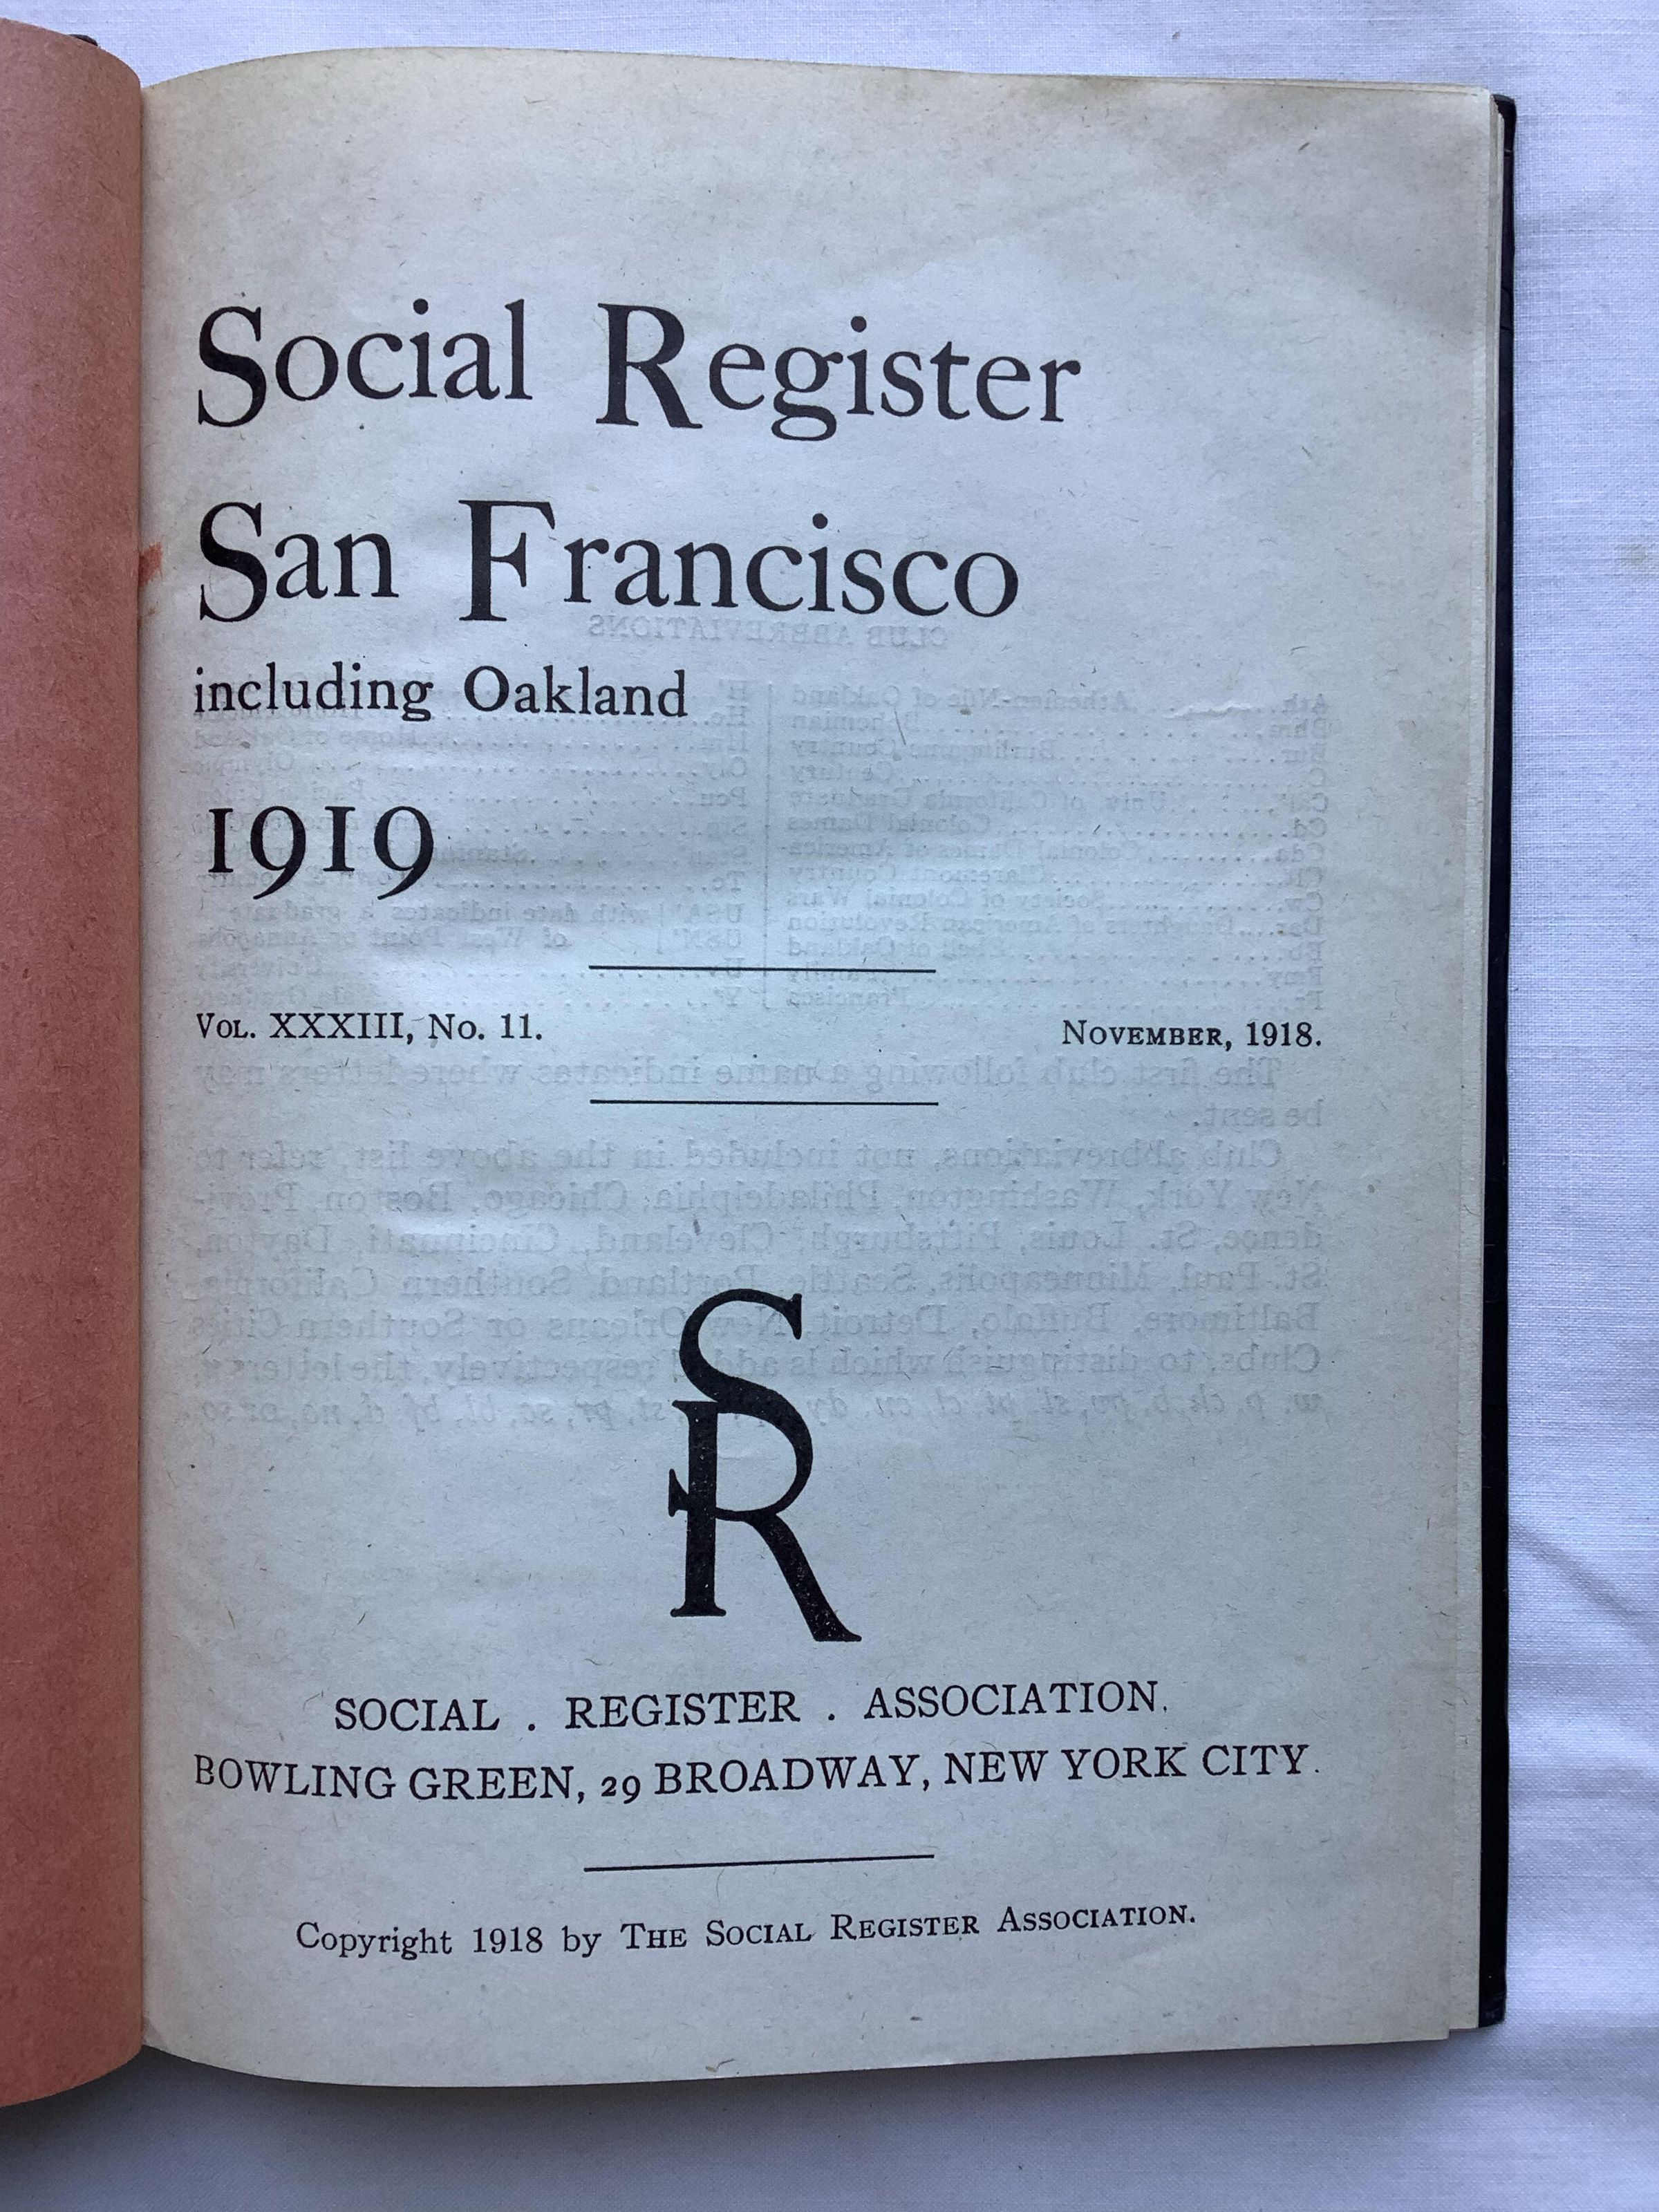 Social Register
San Francisco
including Oakland
1919
VOL. XXXIII, No. 11. NOVEMBER, 1918.
SR
SOCIAL . REGISTER . ASSOCIATION.
BOWLING GREEN, 29 BROADWAY, NEW YORK CITY.
Copyright 1918 by THE SOCIAL REGISTER ASSOCIATION.